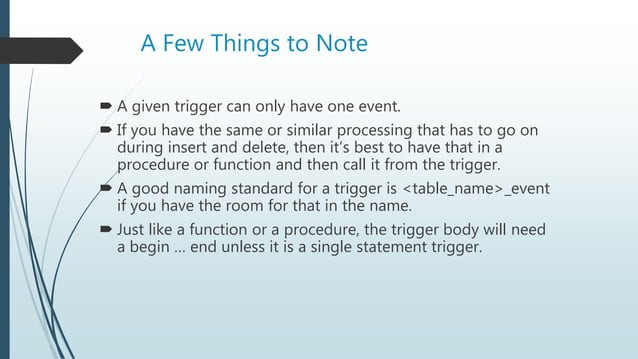 A Few Things to Note
A given trigger can only have one event.
If you have the same or similar processing that has to go on
during insert and delete, then it’s best to have that in a
procedure or function and then call it from the trigger.
A good naming standard for a trigger is <table_name>_event
if you have the room for that in the name.
Just like a function or a procedure, the trigger body will need
a begin … end unless it is a single statement trigger.